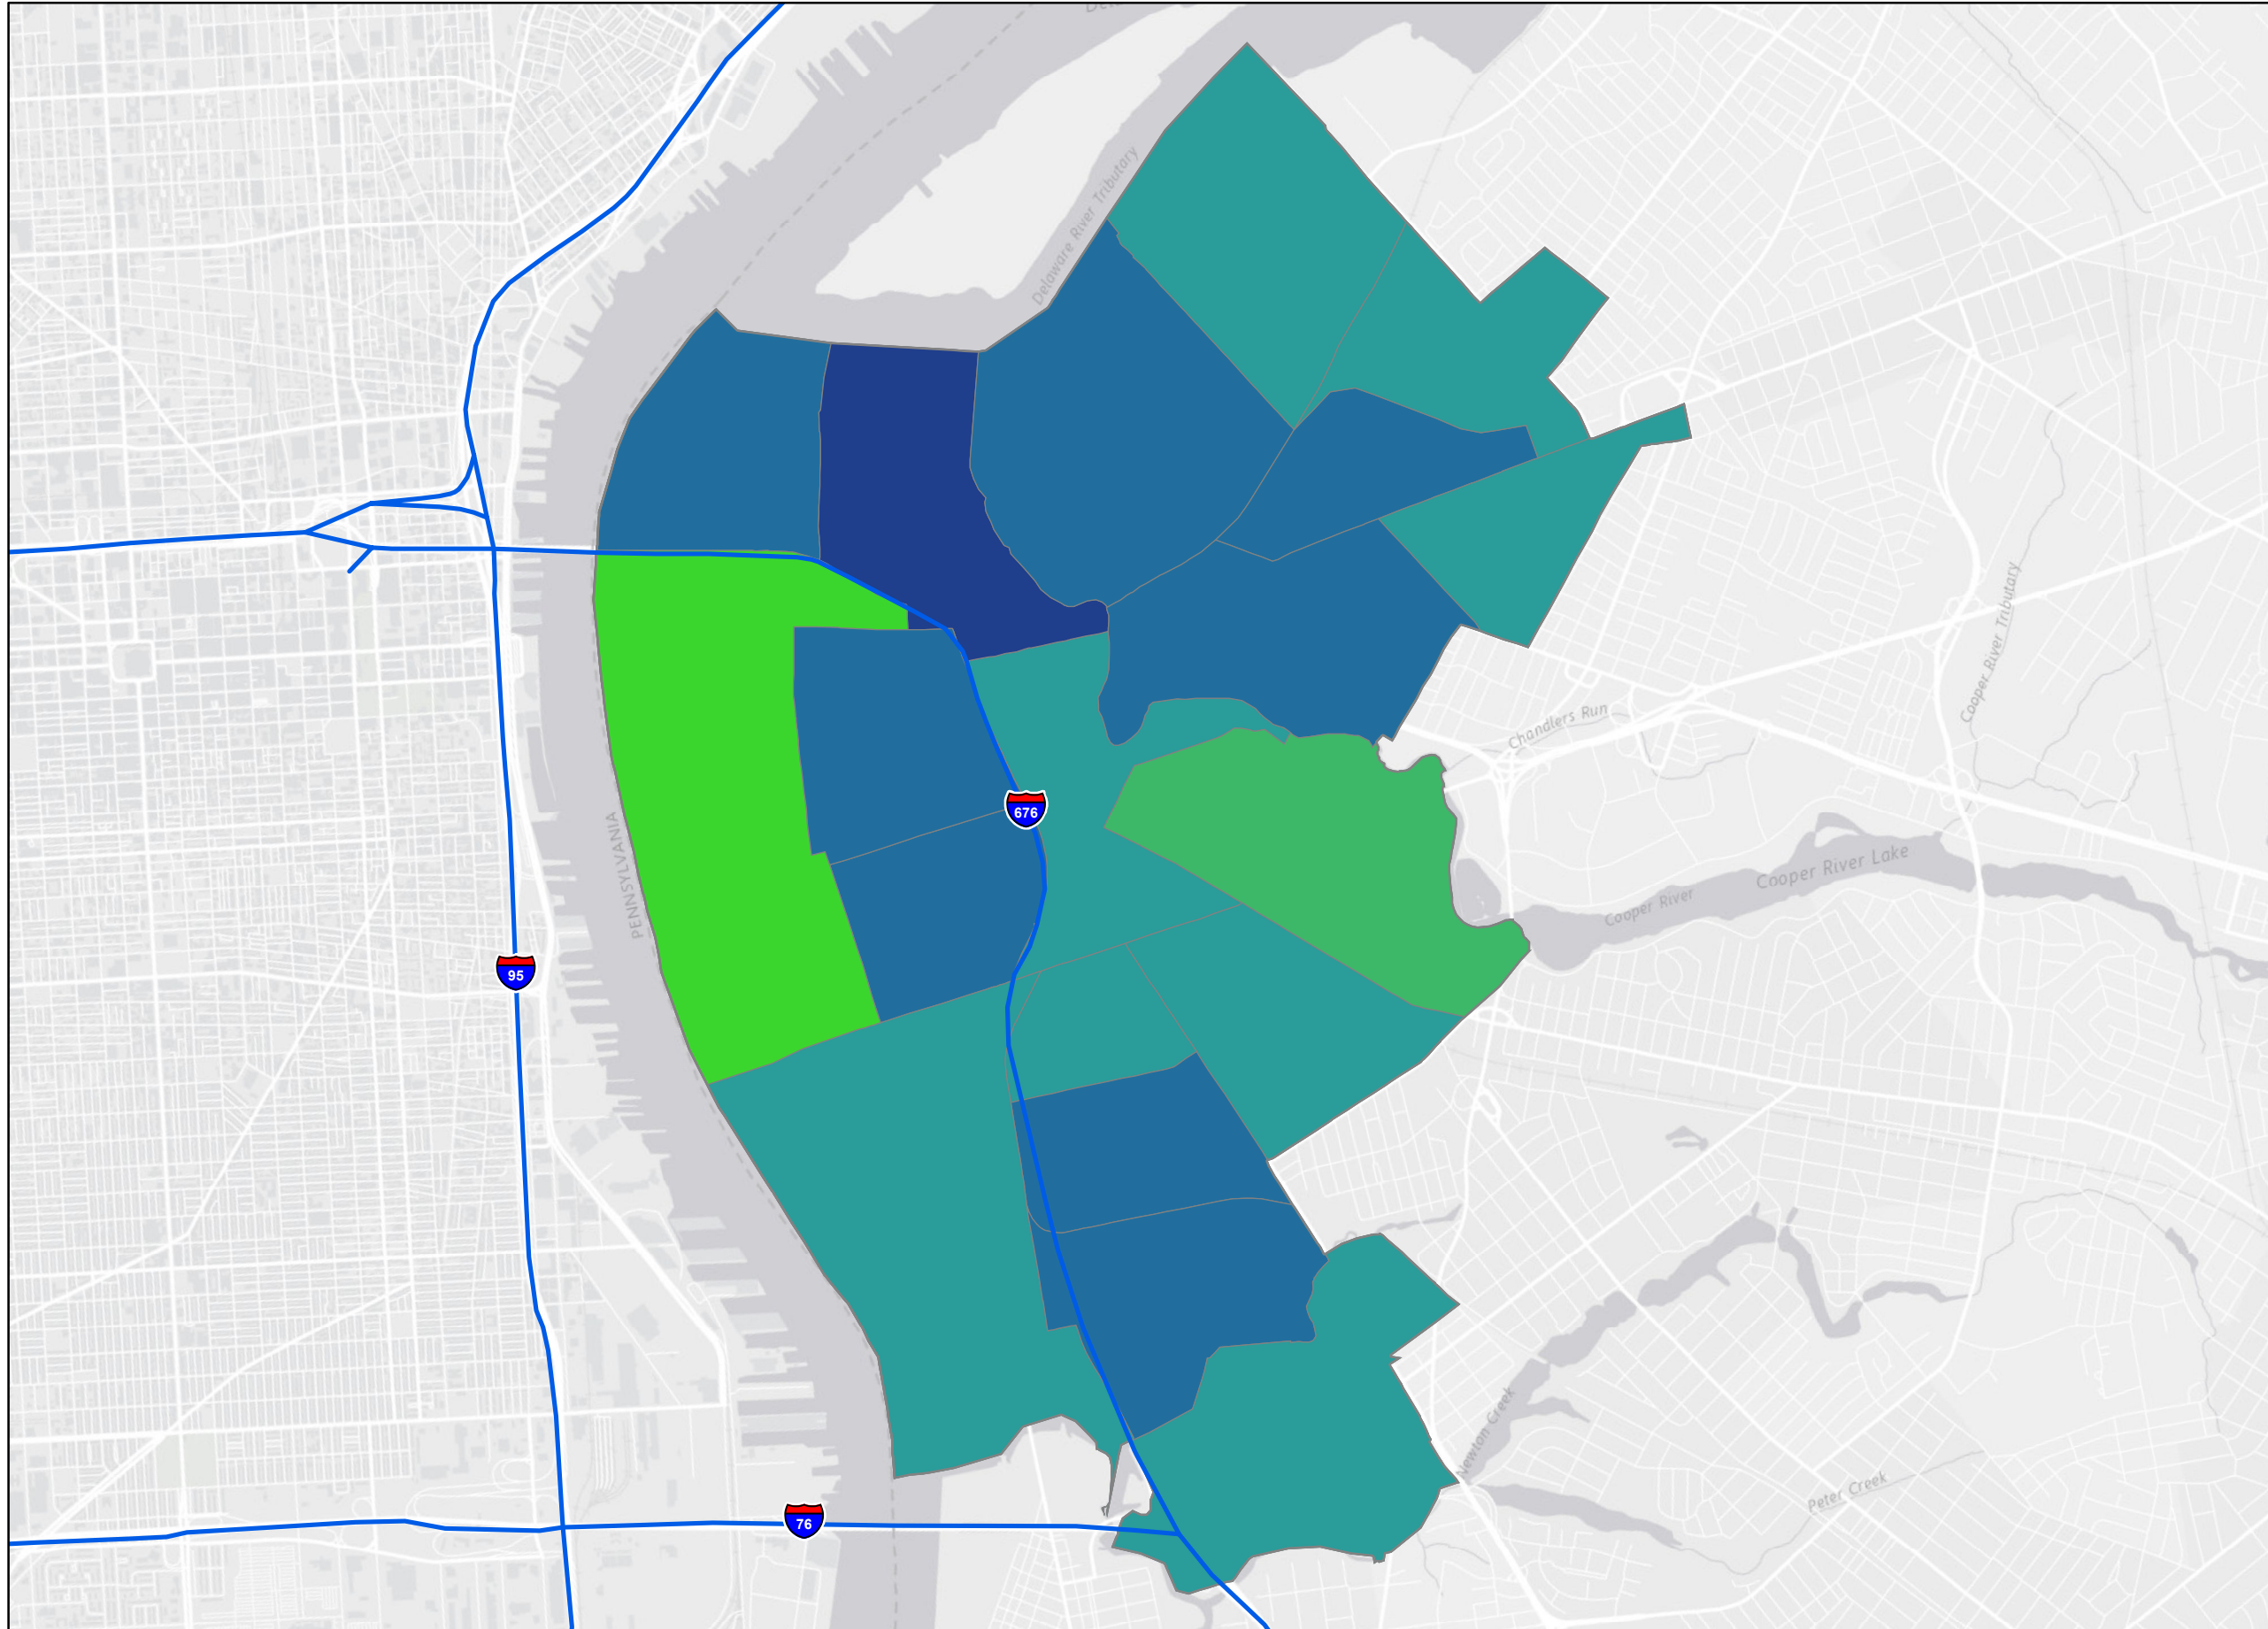 Delaware River Tributary
Cooper River Tributary
Chandlers Run
676
PENNSYLVANIA
Cooper River Lake
Cooper River
95
Newton Creek
Peter Creek
76